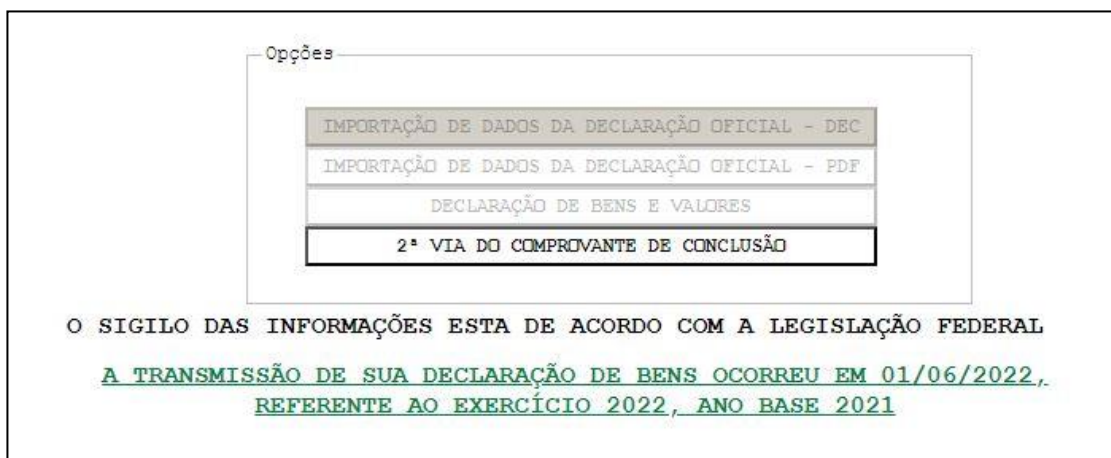 Opções
IMPORTAÇÃO DE DADOS DA DECLARAÇÃO OFICIAL - DEC
IMPORTAÇÃO DE DADOS DA DECLARAÇÃO OFICIAL - PDF
DECLARAÇÃO DE BENS E VALORES
2ª VIA DO COMPROVANTE DE CONCLUSÃO
O SIGILO DAS INFORMAÇÕES ESTA DE ACORDO COM A LEGISLAÇÃO FEDERAL
A TRANSMISSÃO DE SUA DECLARAÇÃO DE BENS OCORREU EM 01/06/2022,
REFERENTE AO EXERCÍCIO 2022, ANO BASE 2021